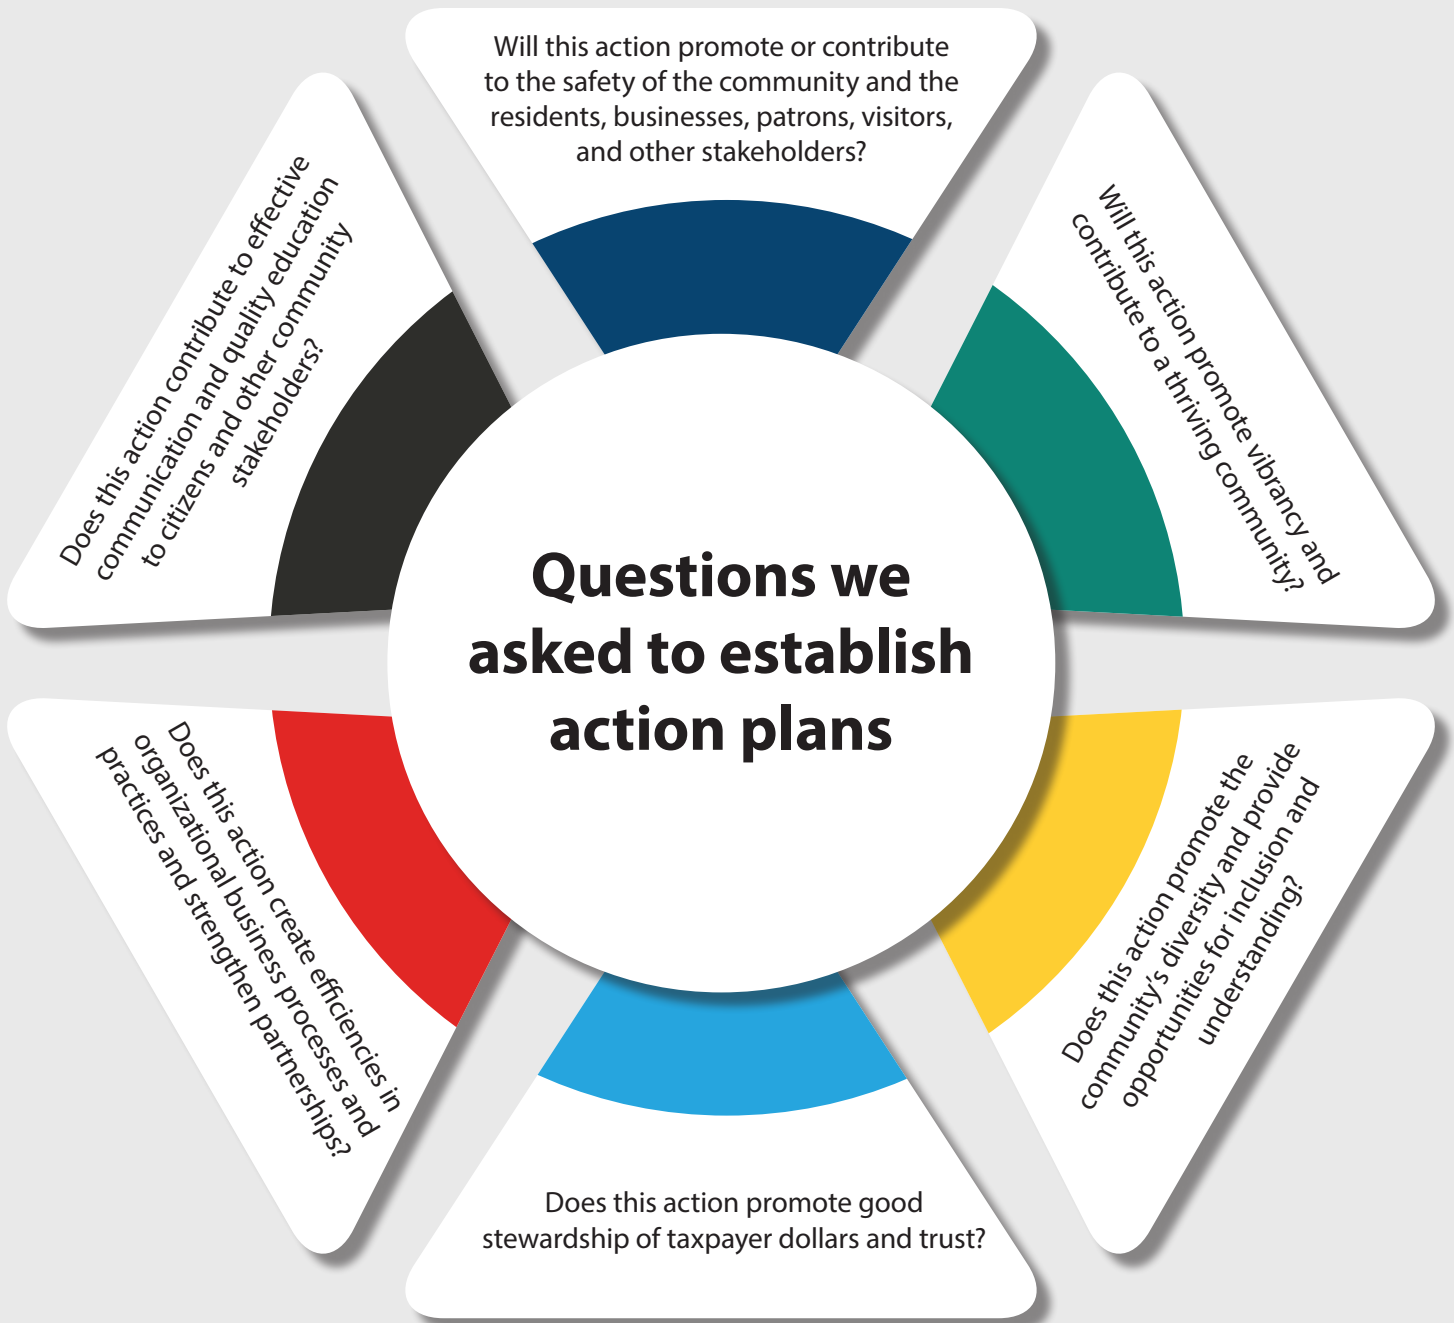 Will this action promote or contribute
to the safety of the community and the
residents, businesses, patrons, visitors,
and other stakeholders?
Will this action promote vibrancy and
contribute to a thriving community?
Does this action promote the
community’s diversity and provide
opportunities for inclusion and
understanding?
Does this action promote good
stewardship of taxpayer dollars and trust?
Does this action create efficiencies in
organizational business processes and
practices and strengthen partnerships?
Does this action contribute to effective
communication and quality education
to citizens and other community
stakeholders?
Questions we
asked to establish
action plans